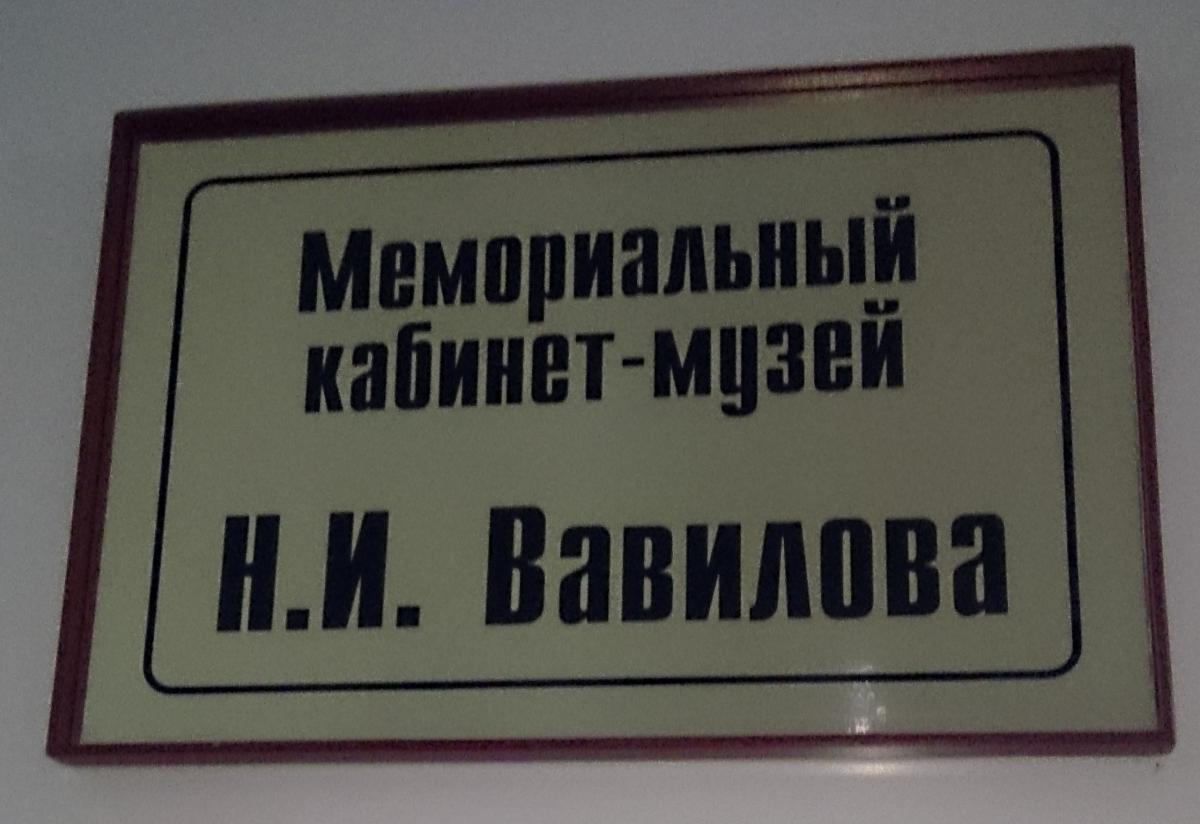 Мемориальный
кабинет-музей
Н.И. Вавилова